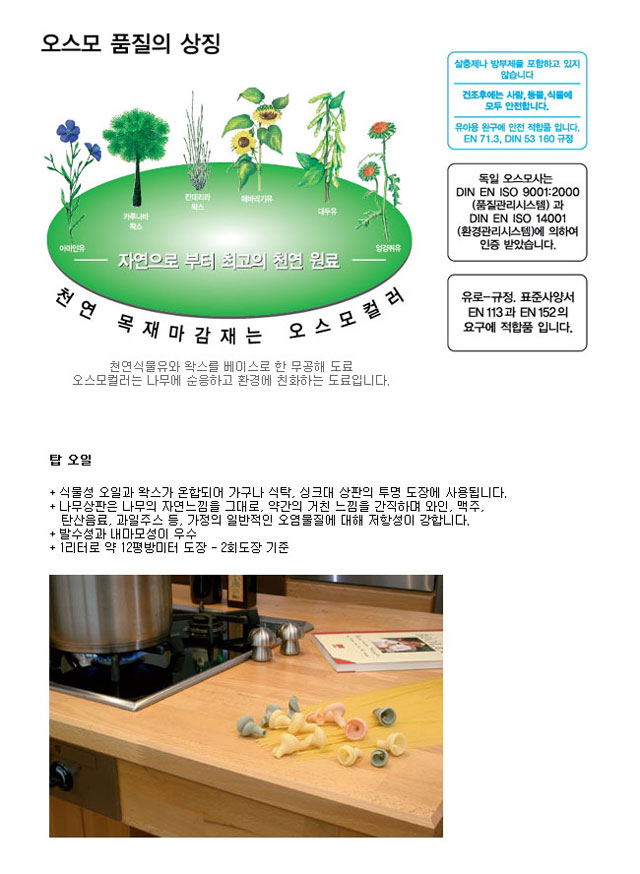 오스모 품질의 상징
살충제나 방부제를 포함하고 있지
않습니다
건조후에는 사람, 동물, 식물에
모두 안전합니다.
유아용 완구에 안전 적합품 입니다.
EN 71.3, DIN 53 160 규정
독일 오스모사는
DIN EN ISO 9001:2000
(품질관리시스템) 과
DIN EN ISO 14001
(환경관리시스템)에 의하여
인증 받았습니다.
유로-규정. 표준사양서
EN 113과 EN 152의
요구에 적합품 입니다.
아마인유
카루나바
왁스
칸데리라
왁스
해바라기유
대두유
엉겅퀴유
자연으로 부터 최고의 천연 원료
천연 목재마감재는 오스모컬러
천연식물유와 왁스를 베이스로 한 무공해 도료
오스모컬러는 나무에 순응하고 환경에 친화하는 도료입니다.
탑 오일
+ 식물성 오일과 왁스가 혼합되어 가구나 식탁, 싱크대 상판의 투명 도장에 사용됩니다.
+ 나무상판은 나무의 자연느낌을 그대로, 약간의 거친 느낌을 간직하며 와인, 맥주,
탄산음료, 과일주스 등, 가정의 일반적인 오염물질에 대해 저항성이 강합니다.
+ 발수성과 내마모성이 우수
+ 1리터로 약 12평방미터 도장 - 2회도장 기준